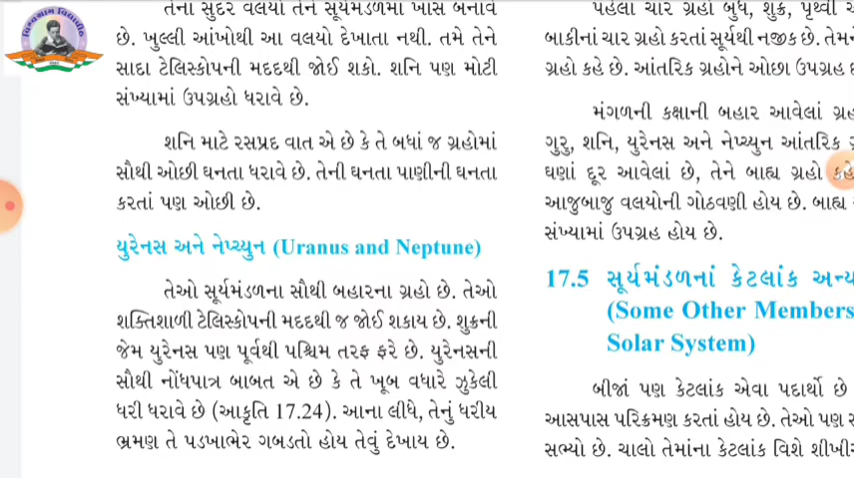 તેના સુંદર વલયો તેને સૂર્યમંડળમાં ખાસ બનાવે
છે. ખુલ્લી આંખોથી આ વલયો દેખાતા નથી. તમે તેને
સાદા ટેલિસ્કોપની મદદથી જોઈ શકો. શનિ પણ મોટી
સંખ્યામાં ઉપગ્રહો ધરાવે છે.
શનિ માટે રસપ્રદ વાત એ છે કે તે બધાં જ ગ્રહોમાં
સૌથી ઓછી ઘનતા ધરાવે છે. તેની ઘનતા પાણીની ઘનતા
કરતાં પણ ઓછી છે.
યુરેનસ અને નેપ્ચ્યુન (Uranus and Neptune)
તેઓ સૂર્યમંડળના સૌથી બહારના ગ્રહો છે. તેઓ
શક્તિશાળી ટેલિસ્કોપની મદદથી જ જોઈ શકાય છે. શુક્રની
જેમ યુરેનસ પણ પૂર્વથી પશ્ચિમ તરફ ફરે છે. યુરેનસની
સૌથી નોંધપાત્ર બાબત એ છે કે તે ખૂબ વધારે ઝુકેલી
ધરી ધરાવે છે (આકૃતિ 17.24). આના લીધે, તેનું ધરીય
ભ્રમણ તે પડખાભેર ગબડતો હોય તેવું દેખાય છે.
પહેલા ચાર ગ્રહો બુધ, શુક્ર, પૃથ્વી
બાકીનાં ચાર ગ્રહો કરતાં સૂર્યથી નજીક છે.
ગ્રહો કહે છે. આંતરિક ગ્રહોને ઓછા ઉપગ્રહ
મંગળની કક્ષાની બહાર આવેલાં
ગુરુ, શનિ, યુરેનસ અને નેપ્ચ્યુન આંતરિક
ઘણાં દૂર આવેલાં છે, તેને બાહ્ય ગ્રહો કહે
આજુબાજુ વલયોની ગોઠવણી હોય છે. બાહ્ય
સંખ્યામાં ઉપગ્રહ હોય છે.
17.5 સૂર્યમંડળનાં કેટલાંક અન્ય
(Some Other Members
Solar System)
બીજાં પણ કેટલાંક એવા પદાર્થો છે
આસપાસ પરિક્રમણ કરતાં હોય છે. તેઓ પણ
સભ્યો છે. ચાલો તેમાંના કેટલાંક વિશે